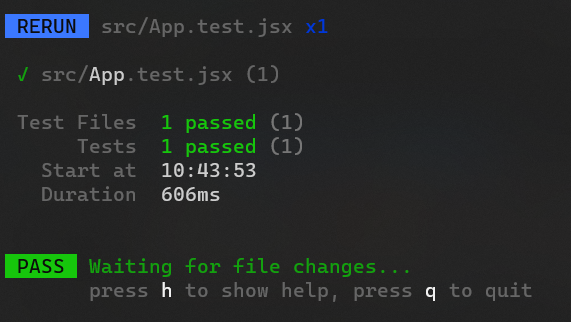 RERUN src/App.test.jsx x1
✓ src/App.test.jsx (1)
Test Files 1 passed (1)
Tests 1 passed (1)
Start at 10:43:53
Duration 606ms
PASS Waiting for file changes...
press h to show help, press q to quit